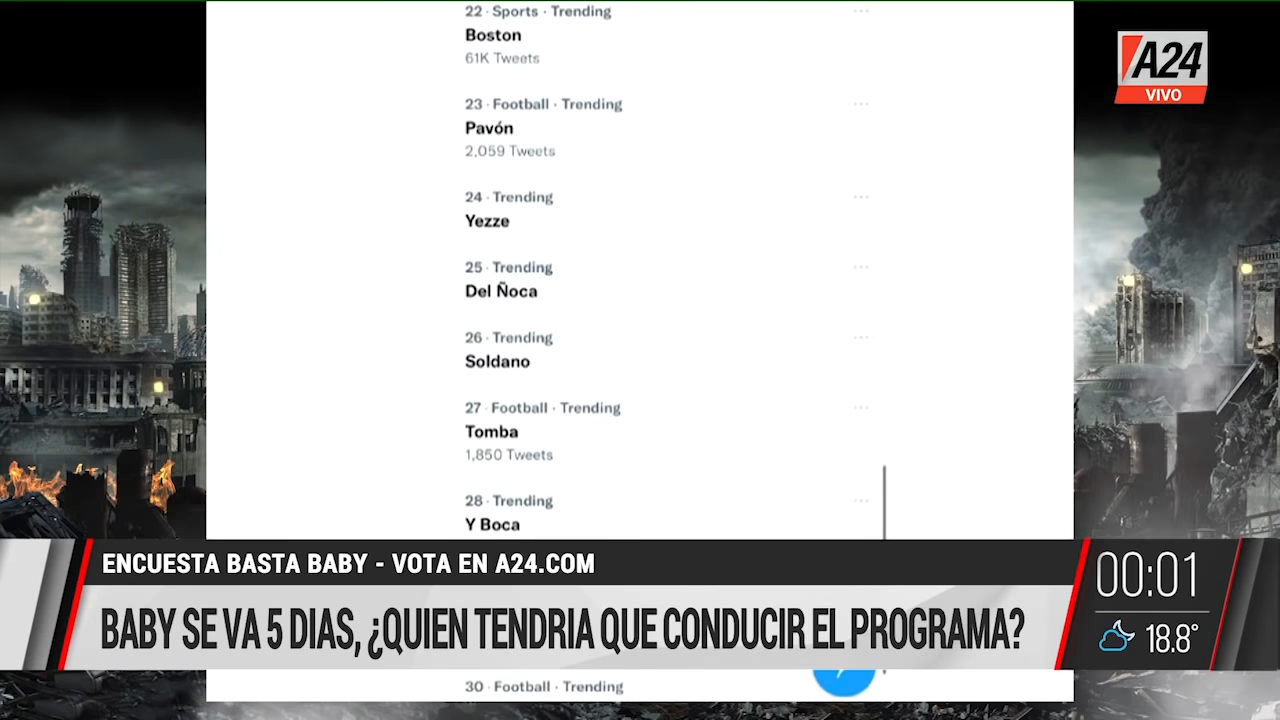 22 · Sports · Trending
Boston
61K Tweets
23 · Football · Trending
Pavón
2,059 Tweets
24 · Trending
Yezze
25 · Trending
Del Ñoca
26 · Trending
Soldano
27 · Football · Trending
Tomba
1,850 Tweets
28 · Trending
Y Boca
A24
VIVO
ENCUESTA BASTA BABY - VOTA EN A24.COM
BABY SE VA 5 DIAS, ¿QUIEN TENDRIA QUE CONDUCIR EL PROGRAMA?
00:01
18.8°
30 · Football · Trending